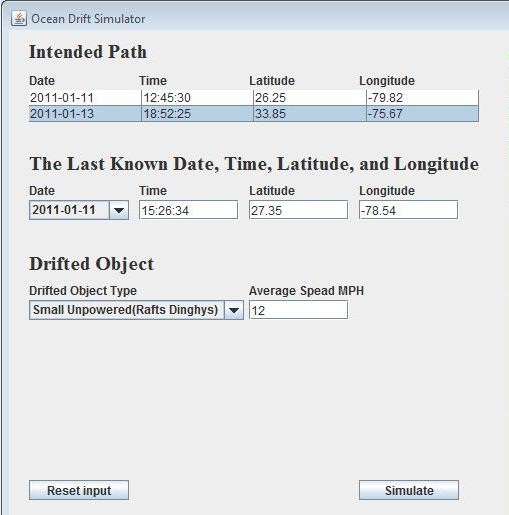 Ocean Drift Simulator
Intended Path
Date Time Latitude Longitude
2011-01-11 12:45:30 26.25 -79.82
2011-01-13 18:52:25 33.85 -75.67
The Last Known Date, Time, Latitude, and Longitude
Date Time Latitude Longitude
2011-01-11 15:26:34 27.35 -78.54
Drifted Object
Drifted Object Type Average Spead MPH
Small Unpowered(Rafts Dinghys) 12
Reset input Simulate